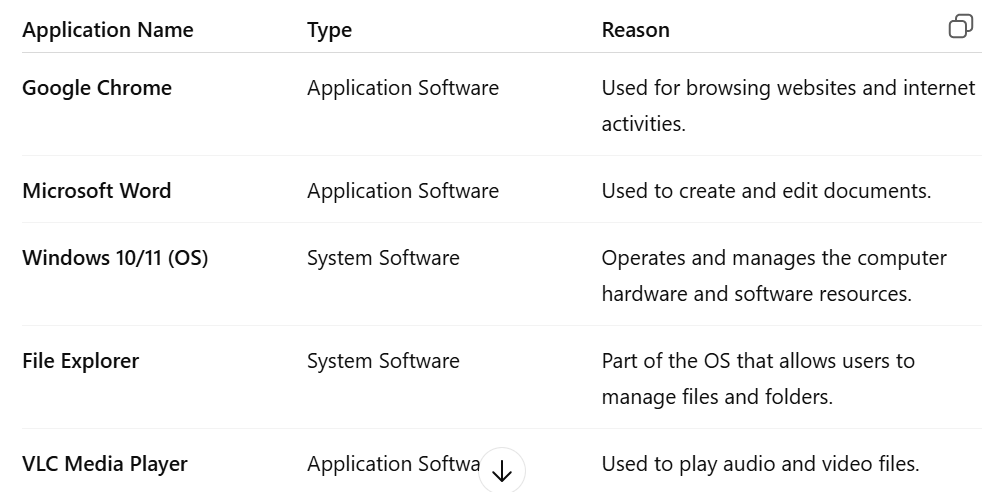 Application Name Type Reason
Google Chrome Application Software Used for browsing websites and internet
activities.
Microsoft Word Application Software Used to create and edit documents.
Windows 10/11 (OS) System Software Operates and manages the computer
hardware and software resources.
File Explorer System Software Part of the OS that allows users to
manage files and folders.
VLC Media Player Application Softwa Used to play audio and video files.